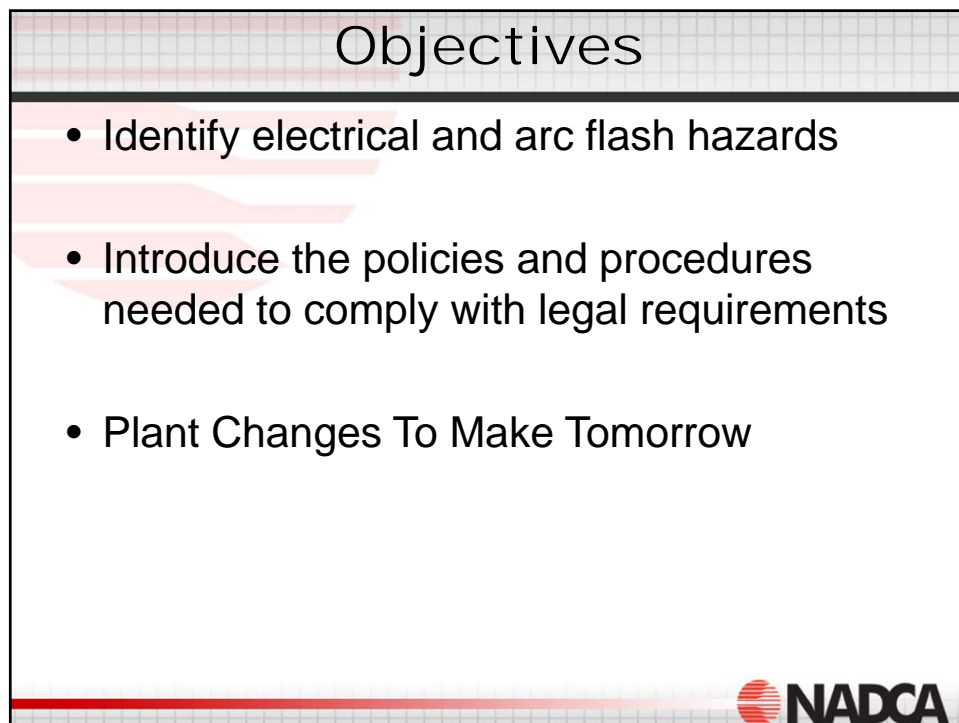 Objectives
• Identify electrical and arc flash hazards
• Introduce the policies and procedures
needed to comply with legal requirements
• Plant Changes To Make Tomorrow
NADCA